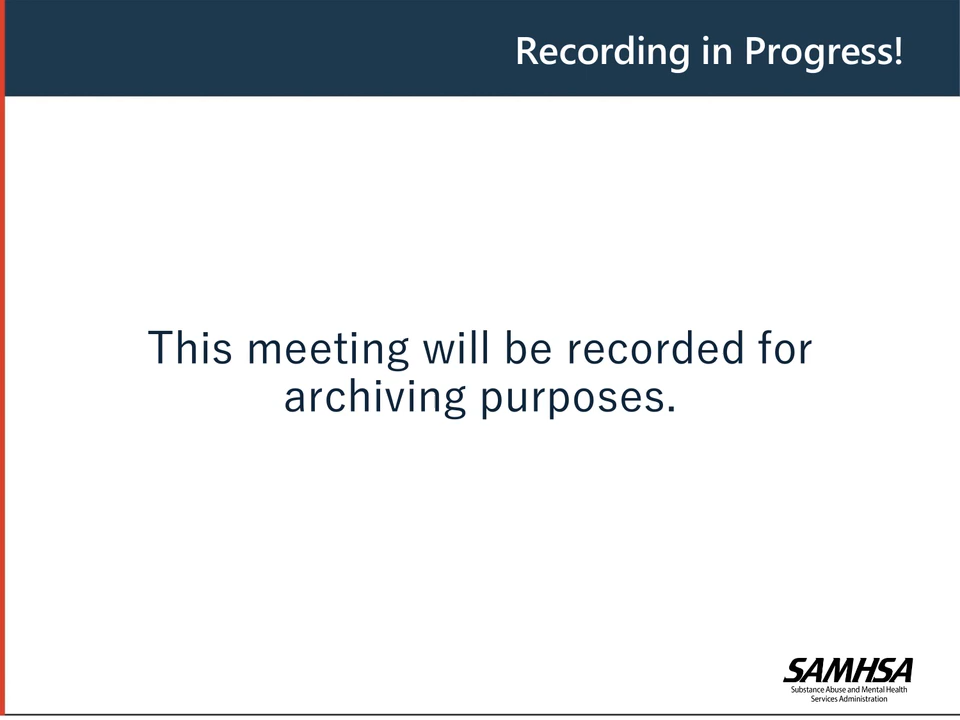 Recording in Progress!
This meeting will be recorded for
archiving purposes.
SAMHSA
Substance Abuse and Mental Health
Services Administration